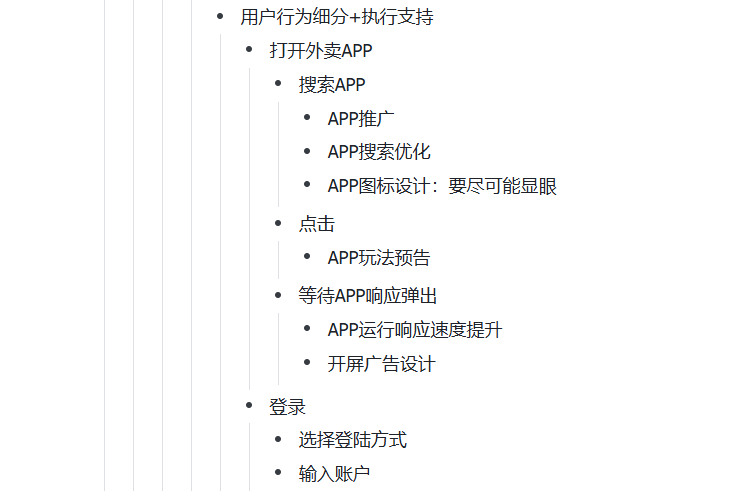 用户行为细分+执行支持
打开外卖APP
搜索APP
APP推广
APP搜索优化
APP图标设计：要尽可能显眼
点击
APP玩法预告
等待APP响应弹出
APP运行响应速度提升
开屏广告设计
登录
选择登陆方式
输入账户